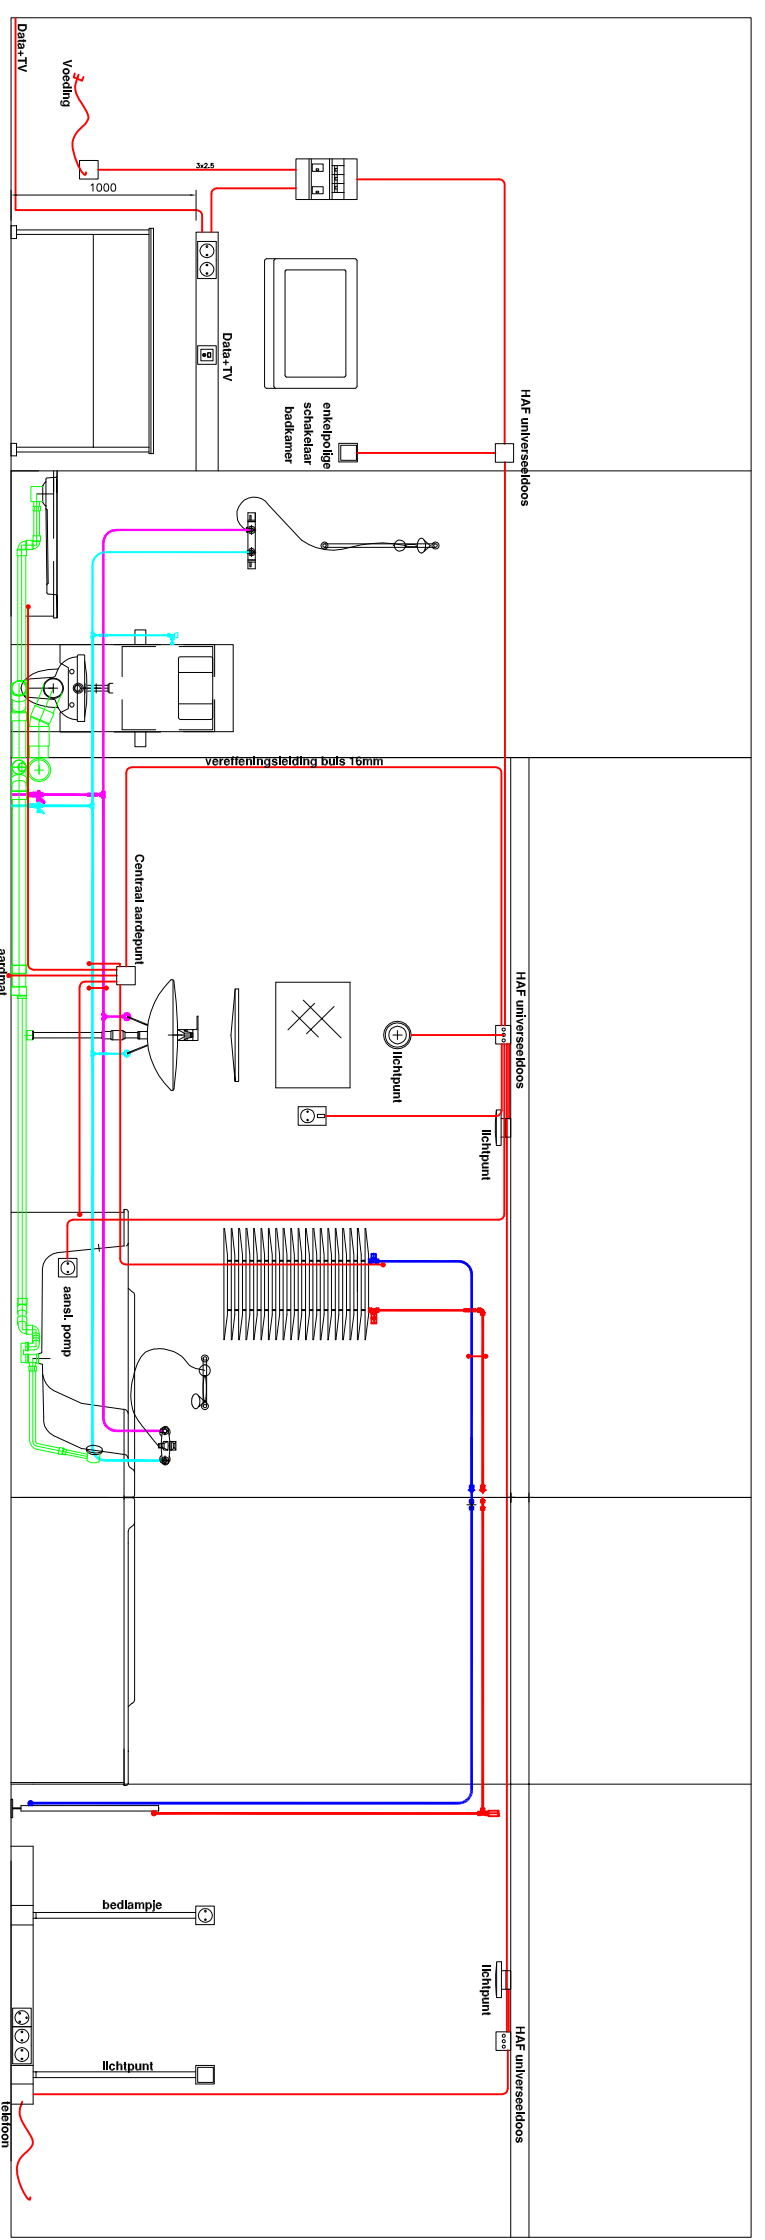 Data+TV
Voeding
3x2.5
1000
Data+TV
enkelpolige
schakelaar
badkamer
HAF universeeldoos
vereffeningsleiding buis 16mm
Centraal aardepunt
aardmat
lichtpunt
HAF universeeldoos
lichtpunt
aansl. pomp
bedlampje
lichtpunt
lichtpunt
HAF universeeldoos
telefoon